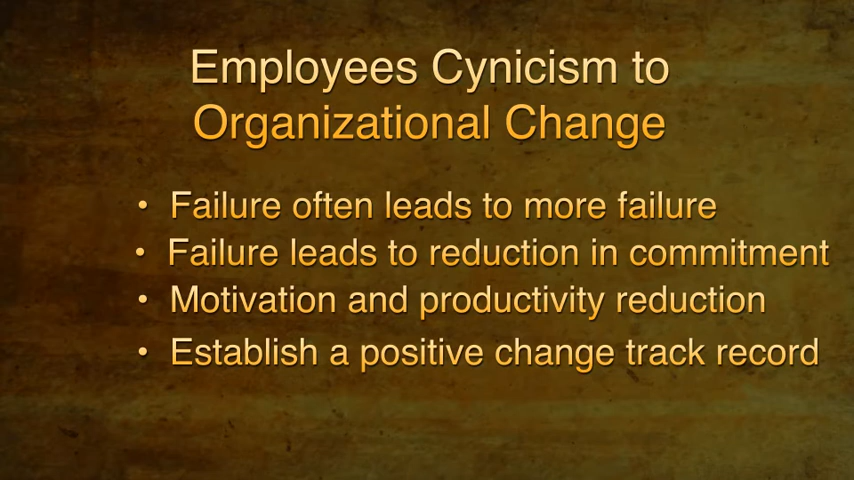 Employees Cynicism to
Organizational Change
• Failure often leads to more failure
• Failure leads to reduction in commitment
• Motivation and productivity reduction
• Establish a positive change track record